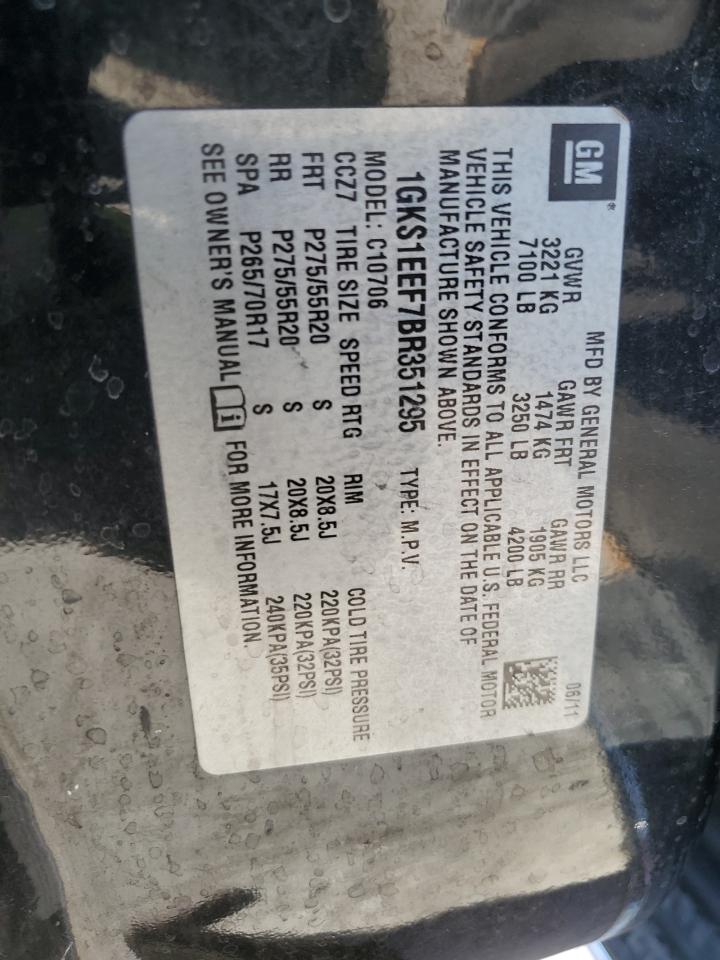 GM®
MFD BY GENERAL MOTORS LLC 06/11
GVWR GAWR FRT GAWR RR
3221 KG 1474 KG 1905 KG
7100 LB 3250 LB 4200 LB
THIS VEHICLE CONFORMS TO ALL APPLICABLE U.S. FEDERAL MOTOR
VEHICLE SAFETY STANDARDS IN EFFECT ON THE DATE OF
MANUFACTURE SHOWN ABOVE.
1GKS1EEF7BR351295 TYPE: M.P.V.
MODEL: C10706
CCZ7 TIRE SIZE SPEED RTG RIM COLD TIRE PRESSURE
FRT P275/55R20 S 20X8.5J 220KPA(32PSI)
RR P275/55R20 S 20X8.5J 220KPA(32PSI)
SPA P265/70R17 S 17X7.5J 240KPA(35PSI)
SEE OWNER'S MANUAL FOR MORE INFORMATION.